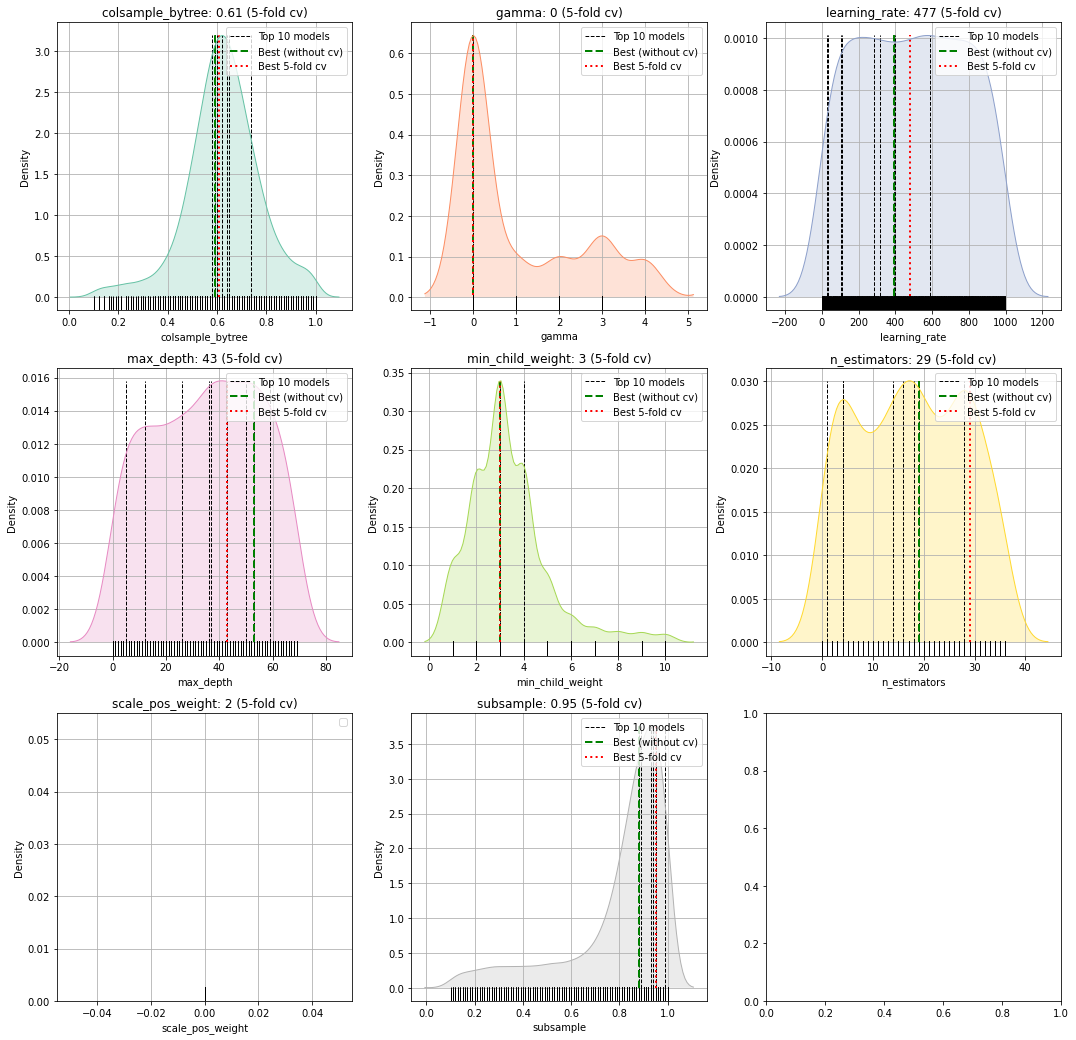 colsample_bytree: 0.61 (5-fold cv)
Top 10 models
Best (without cv)
Best 5-fold cv
3.0
2.5
2.0
1.5
1.0
0.5
0.0
Density
0.0 0.2 0.4 0.6 0.8 1.0
colsample_bytree
gamma: 0 (5-fold cv)
Top 10 models
Best (without cv)
Best 5-fold cv
0.6
0.5
0.4
0.3
0.2
0.1
0.0
Density
−1 0 1 2 3 4 5
gamma
learning_rate: 477 (5-fold cv)
Top 10 models
Best (without cv)
Best 5-fold cv
0.0010
0.0008
0.0006
0.0004
0.0002
0.0000
Density
−200 0 200 400 600 800 1000 1200
learning_rate
max_depth: 43 (5-fold cv)
Top 10 models
Best (without cv)
Best 5-fold cv
0.016
0.014
0.012
0.010
0.008
0.006
0.004
0.002
0.000
Density
−20 0 20 40 60 80
max_depth
min_child_weight: 3 (5-fold cv)
Top 10 models
Best (without cv)
Best 5-fold cv
0.35
0.30
0.25
0.20
0.15
0.10
0.05
0.00
Density
0 2 4 6 8 10
min_child_weight
n_estimators: 29 (5-fold cv)
Top 10 models
Best (without cv)
Best 5-fold cv
0.030
0.025
0.020
0.015
0.010
0.005
0.000
Density
−10 0 10 20 30 40
n_estimators
scale_pos_weight: 2 (5-fold cv)
0.05
0.04
0.03
0.02
0.01
0.00
Density
−0.04 −0.02 0.00 0.02 0.04
scale_pos_weight
subsample: 0.95 (5-fold cv)
Top 10 models
Best (without cv)
Best 5-fold cv
3.5
3.0
2.5
2.0
1.5
1.0
0.5
0.0
Density
0.0 0.2 0.4 0.6 0.8 1.0
subsample
1.0
0.8
0.6
0.4
0.2
0.0
0.0 0.2 0.4 0.6 0.8 1.0